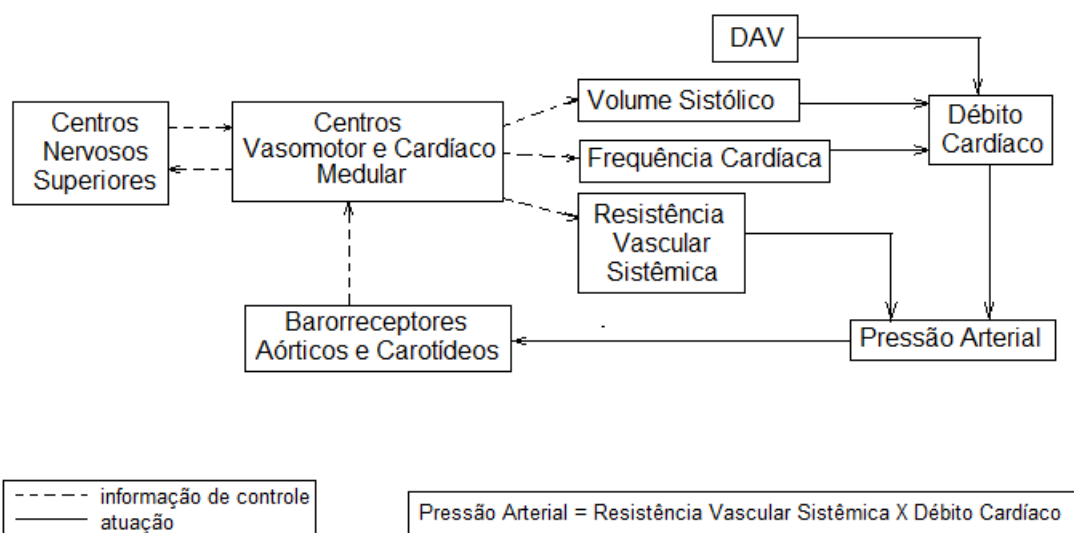 DAV
Centros
Nervosos
Superiores
Centros
Vasomotor e Cardíaco
Medular
Volume Sistólico
Frequência Cardíaca
Resistência
Vascular
Sistêmica
Débito
Cardíaco
Barorreceptores
Aórticos e Carotídeos
Pressão Arterial
informação de controle
atuação
Pressão Arterial = Resistência Vascular Sistêmica X Débito Cardíaco